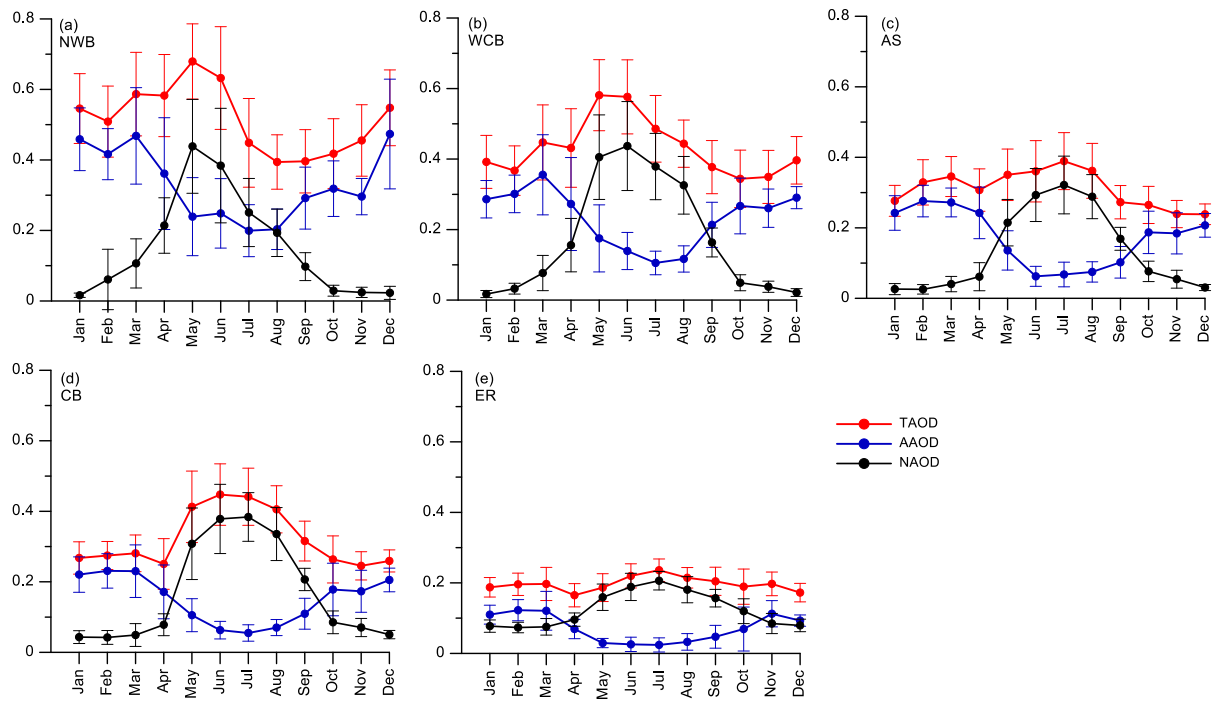 (a)
NWB
0.8
0.6
0.4
0.2
0
Jan
Feb
Mar
Apr
May
Jun
Jul
Aug
Sep
Oct
Nov
Dec
(b)
WCB
0.8
0.6
0.4
0.2
0
Jan
Feb
Mar
Apr
May
Jun
Jul
Aug
Sep
Oct
Nov
Dec
(c)
AS
0.8
0.6
0.4
0.2
0
Jan
Feb
Mar
Apr
May
Jun
Jul
Aug
Sep
Oct
Nov
Dec
(d)
CB
0.8
0.6
0.4
0.2
0
Jan
Feb
Mar
Apr
May
Jun
Jul
Aug
Sep
Oct
Nov
Dec
(e)
ER
0.8
0.6
0.4
0.2
0
Jan
Feb
Mar
Apr
May
Jun
Jul
Aug
Sep
Oct
Nov
Dec
TAOD
AAOD
NAOD